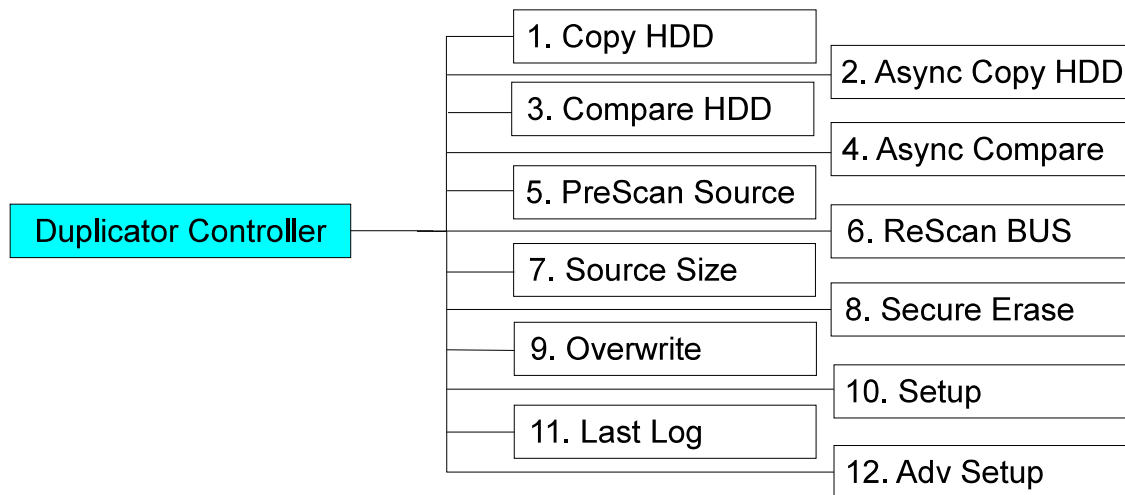 1. Copy HDD
2. Async Copy HDD
3. Compare HDD
4. Async Compare
5. PreScan Source
Duplicator Controller
6. ReScan BUS
7. Source Size
8. Secure Erase
9. Overwrite
10. Setup
11. Last Log
12. Adv Setup